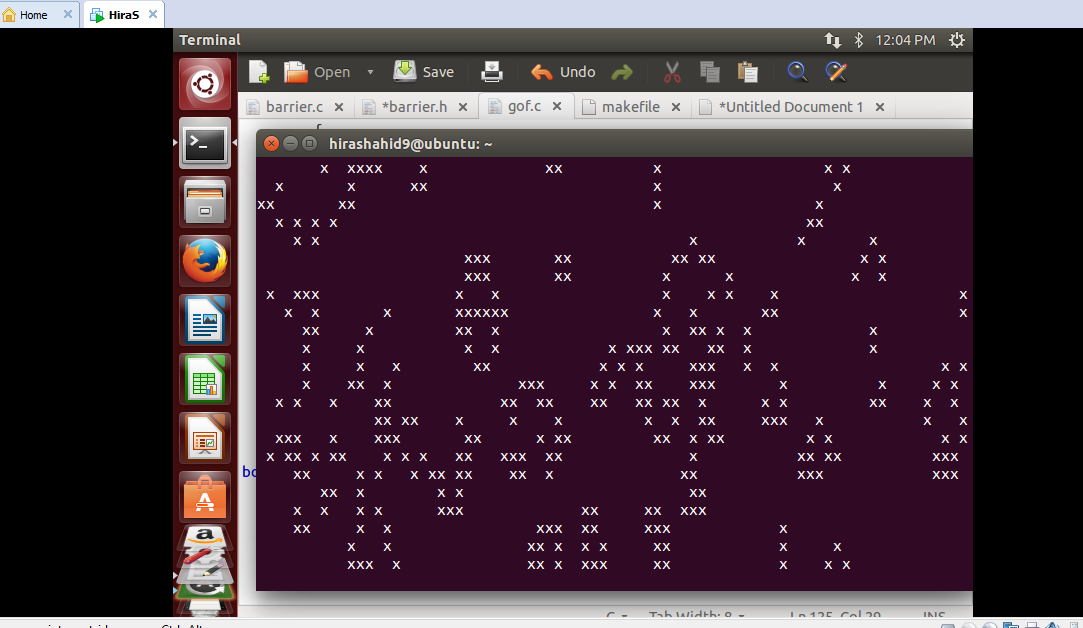 Home HiraS
Terminal 12:04 PM
Open Save Undo
barrier.c *barrier.h gof.c makefile *Untitled Document 1
hirashahid9@ubuntu: ~
x xxxx x xx x x x
x x xx x x
xx xx x x
x x x x xx
x x x x x
xxx xx xx xx x x
xxx xx x x x x
x xxx x x x x x x x
x x x xxxxxx x x xx x
xx x xx x x xx x x x
x x x x x xxx xx xx x x
x x x xx x x x xxx x x x x
x xx x xxx x x xx xxx x x x x
x x x xx xx xx xx xx xx x x x xx x x
xx xx x x x x x xx xxx x x x
xxx x xxx xx x xx xx x xx x x x x
x xx x xx x x x xx xxx xx x xx xx xxx
xx x x x xx xx xx x xx xxx xxx
xx x x x xx
x x x x xxx xx xx xxx
xx x x xxx xx xxx x
x x xx x x x xx x x
xxx x xx x xxx xx x x x
Tab Width: 8 Ln 125, Col 29 INS